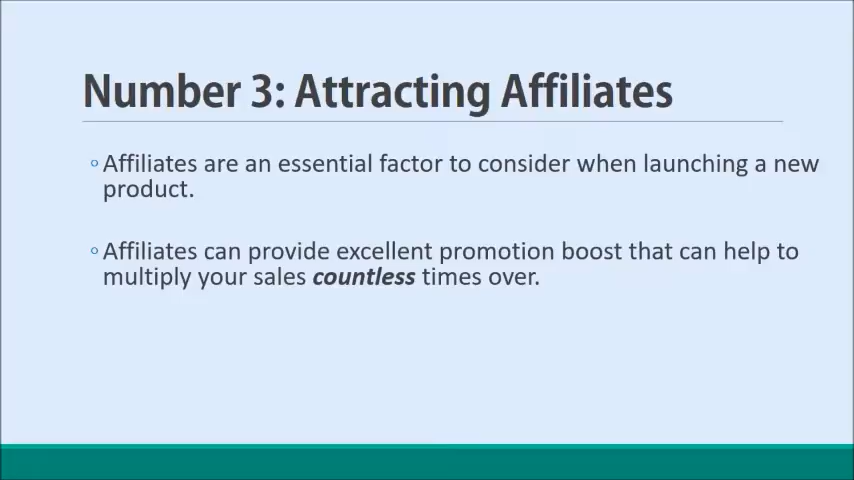 Number 3: Attracting Affiliates
◦Affiliates are an essential factor to consider when launching a new
product.
◦Affiliates can provide excellent promotion boost that can help to
multiply your sales countless times over.